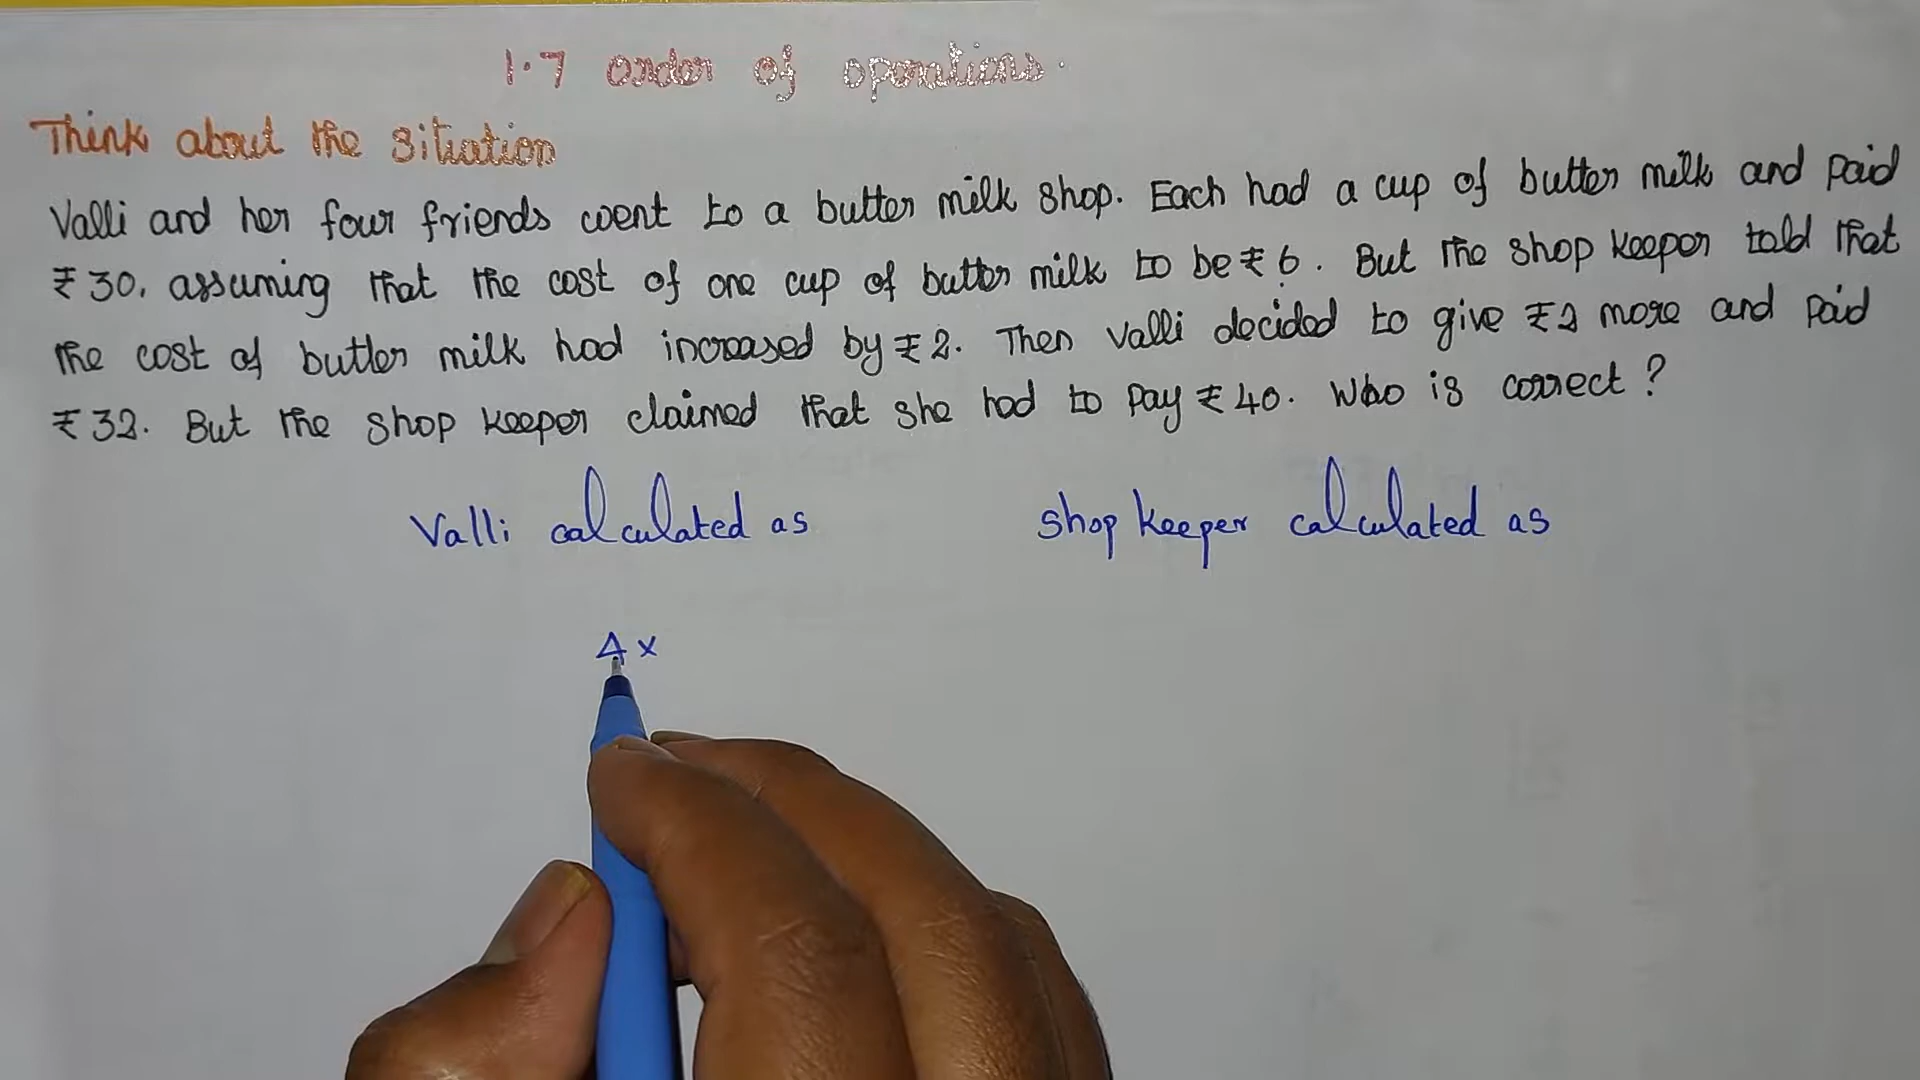 1.7 order of operations.
Think about the Situation
Valli and her four friends went to a butter milk shop. Each had a cup of butter milk and paid
₹30, assuming that the cost of one cup of butter milk to be ₹6. But the shop keeper told that
the cost of butter milk had increased by ₹2. Then Valli decided to give ₹2 more and paid
₹32. But the shop keeper claimed that she had to pay ₹40. Who is correct?
Valli calculated as
shop keeper calculated as
4 x